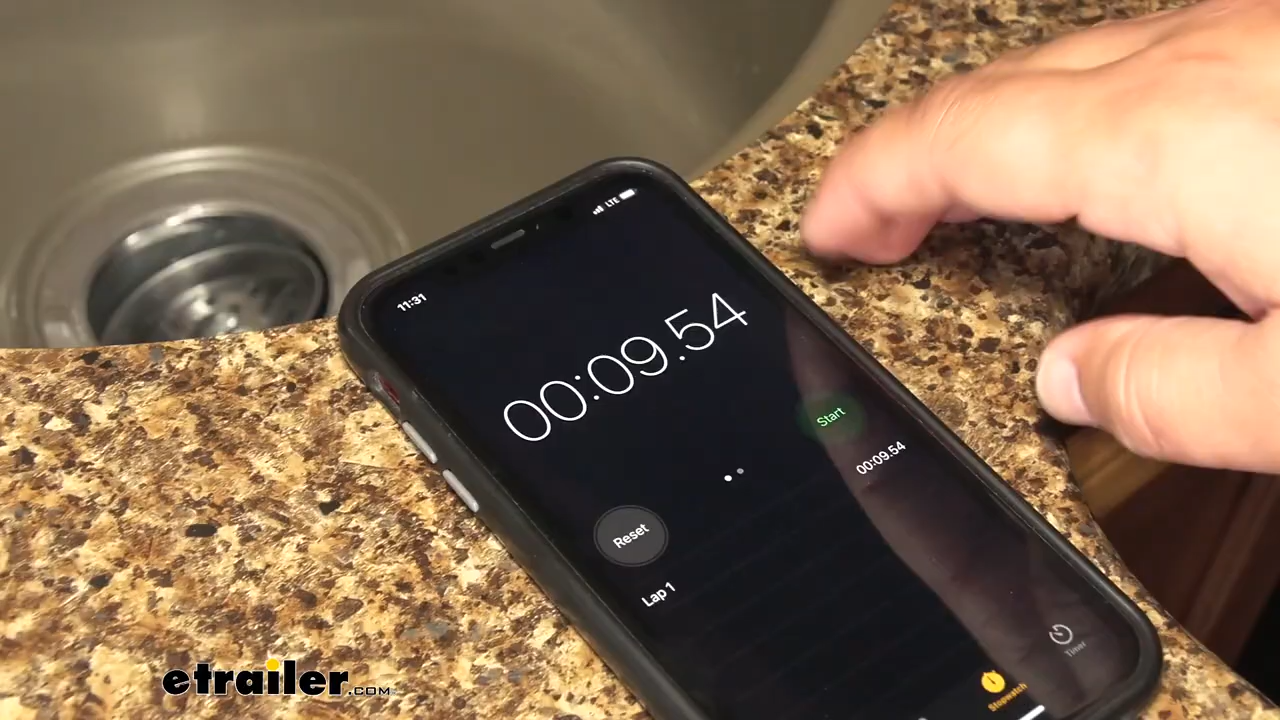 11:31
LTE
00:09.54
Start
Reset
Lap 1
00:09.54
Stopwatch
Timer
etrailer.com